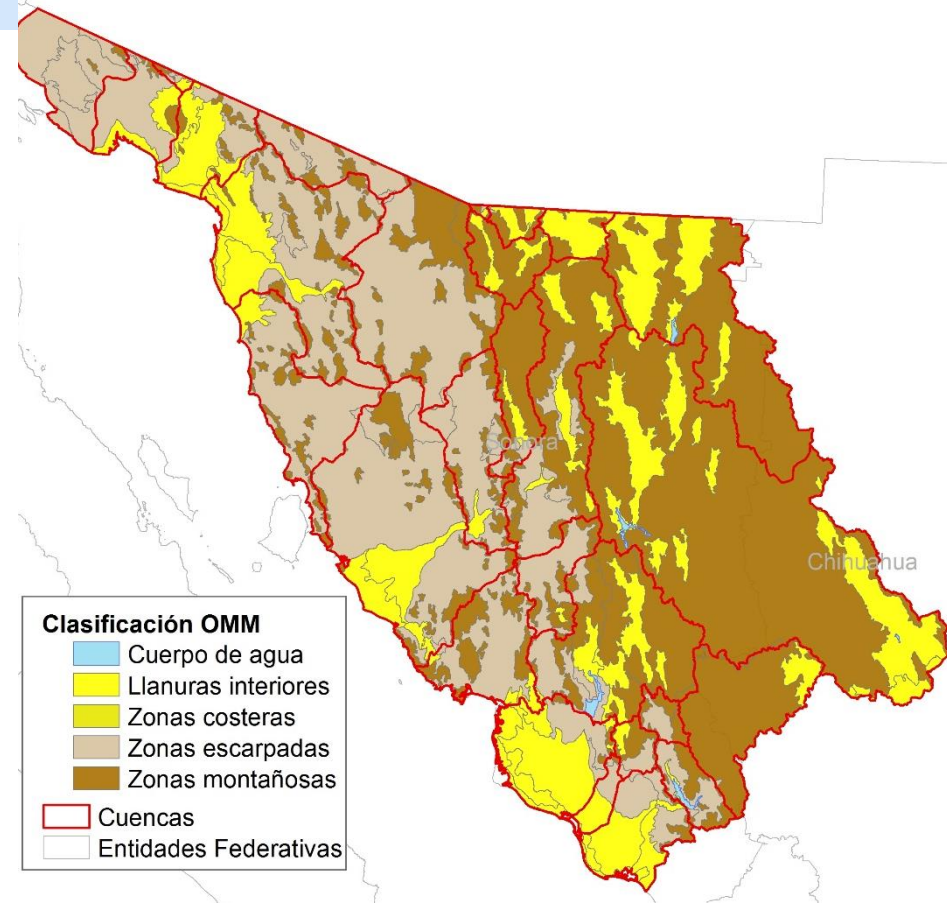 Sonora
Chihuahua
Clasificación OMM
Cuerpo de agua
Llanuras interiores
Zonas costeras
Zonas escarpadas
Zonas montañosas
Cuencas
Entidades Federativas